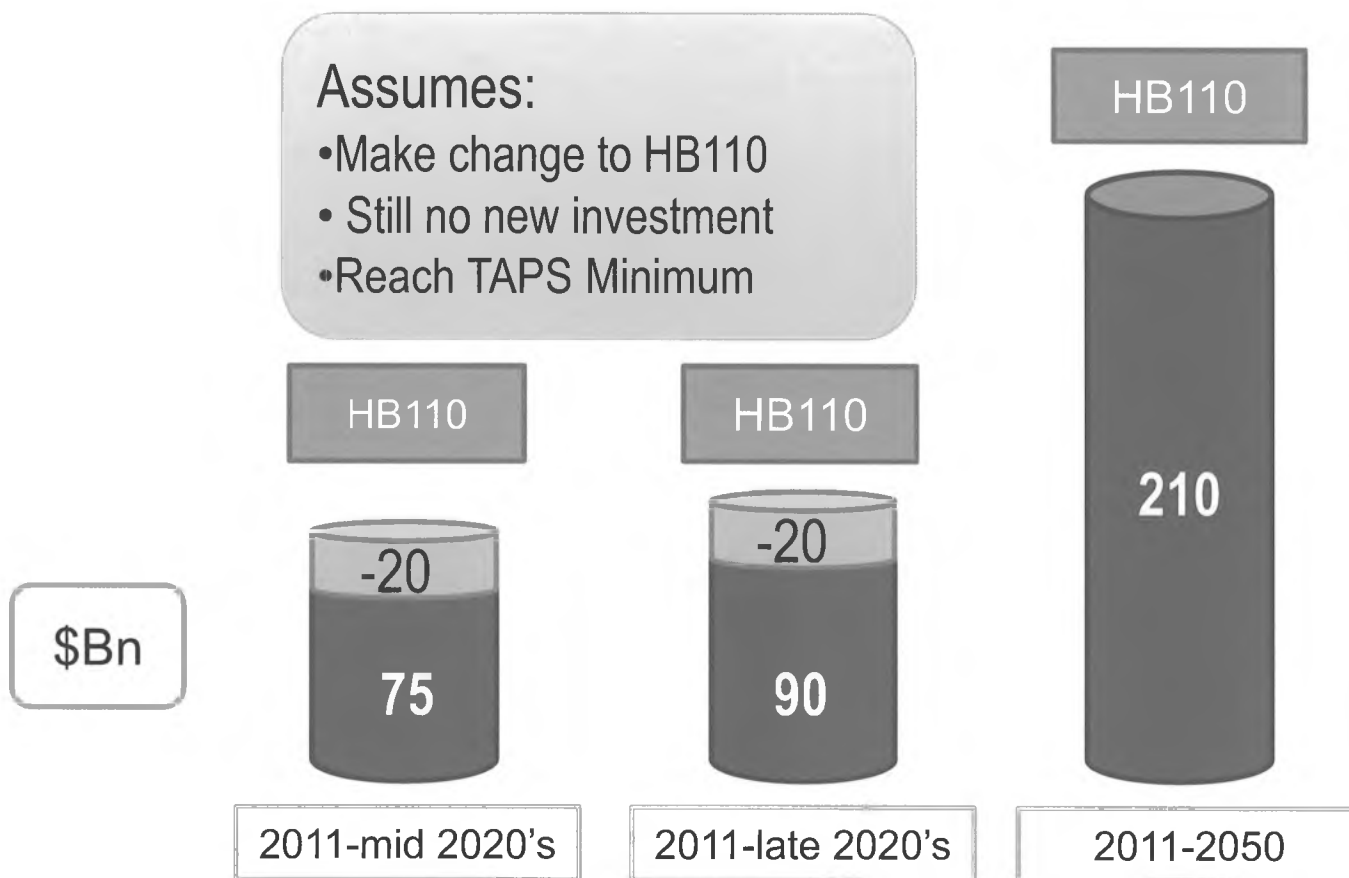 Assumes:
•Make change to HB110
• Still no new investment
•Reach TAPS Minimum
HB110
HB110
HB110
-20
-20
210
$Bn
75
90
2011-mid 2020's
2011-late 2020's
2011-2050